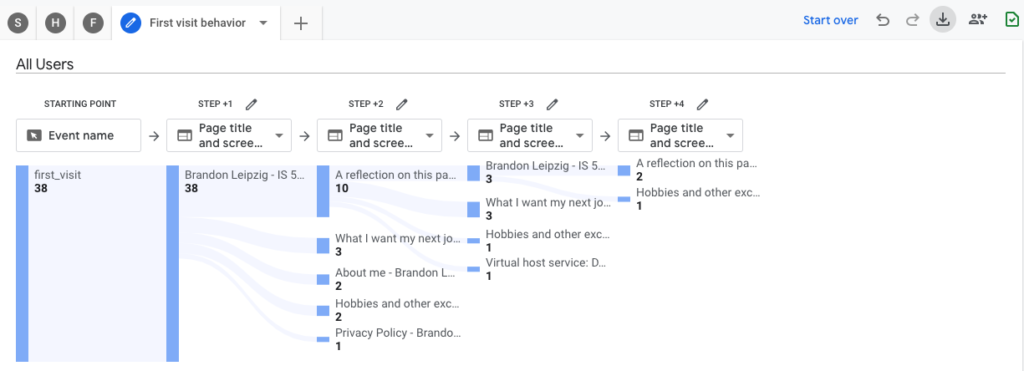 S H F First visit behavior
Start over
All Users
STARTING POINT STEP +1 STEP +2 STEP +3 STEP +4
Event name
Page title
and scree...
Page title
and scree...
Page title
and scree...
Page title
and scree...
first_visit
38
Brandon Leipzig - IS 5...
38
A reflection on this pa...
10
What I want my next jo...
3
About me - Brandon L...
2
Hobbies and other exc...
2
Privacy Policy - Brando...
1
Brandon Leipzig - IS 5...
3
What I want my next jo...
3
Hobbies and other exc...
1
Virtual host service: D...
1
A reflection on this pa...
2
Hobbies and other exc...
1